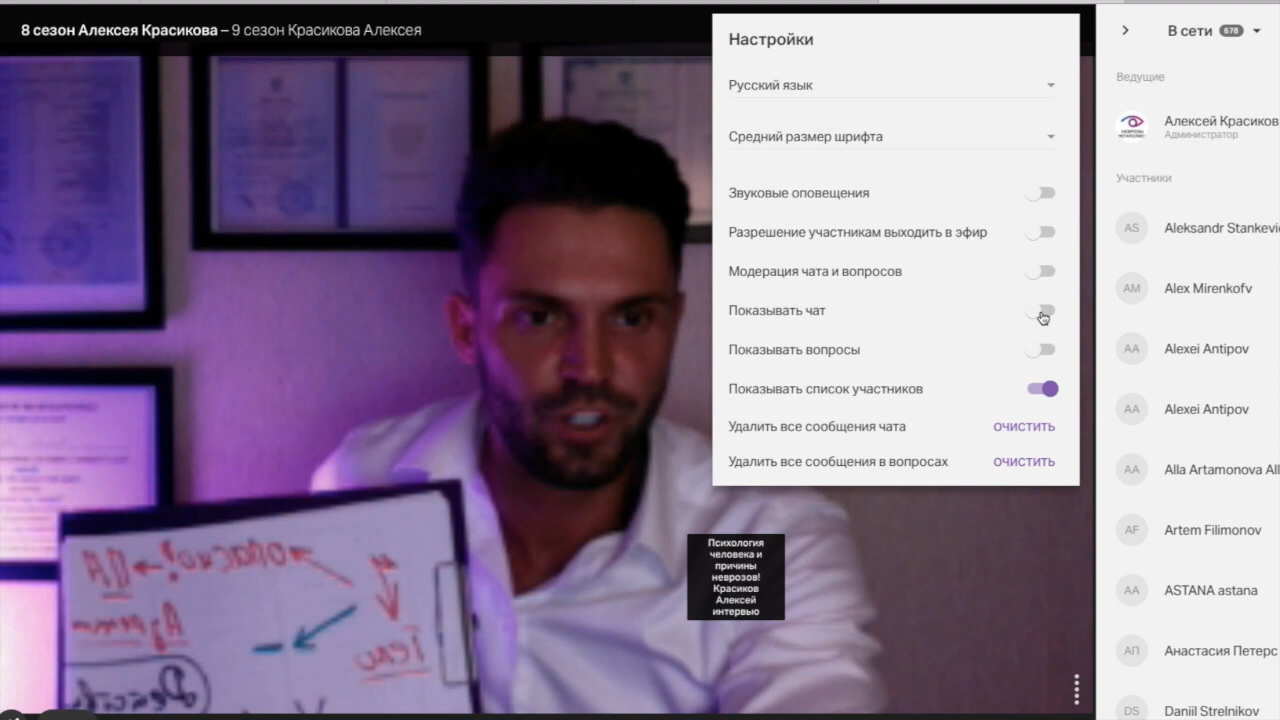 8 сезон Алексея Красикова – 9 сезон Красикова Алексея
Настройки
Русский язык
Средний размер шрифта
Звуковые оповещения
Разрешение участникам выходить в эфир
Модерация чата и вопросов
Показывать чат
Показывать вопросы
Показывать список участников
Удалить все сообщения чата ОЧИСТИТЬ
Удалить все сообщения в вопросах ОЧИСТИТЬ
Психология
человека и
причины
неврозов!
Красиков
Алексей
интервью
В сети 678
Ведущие
Алексей Красиков
Администратор
Участники
AS Aleksandr Stankevi
AM Alex Mirenkofv
AA Alexei Antipov
AA Alexei Antipov
AA Alla Artamonova All
AF Artem Filimonov
AA ASTANA astana
АП Анастасия Петерс
DS Daniil Strelnikov
опасно?
Тело